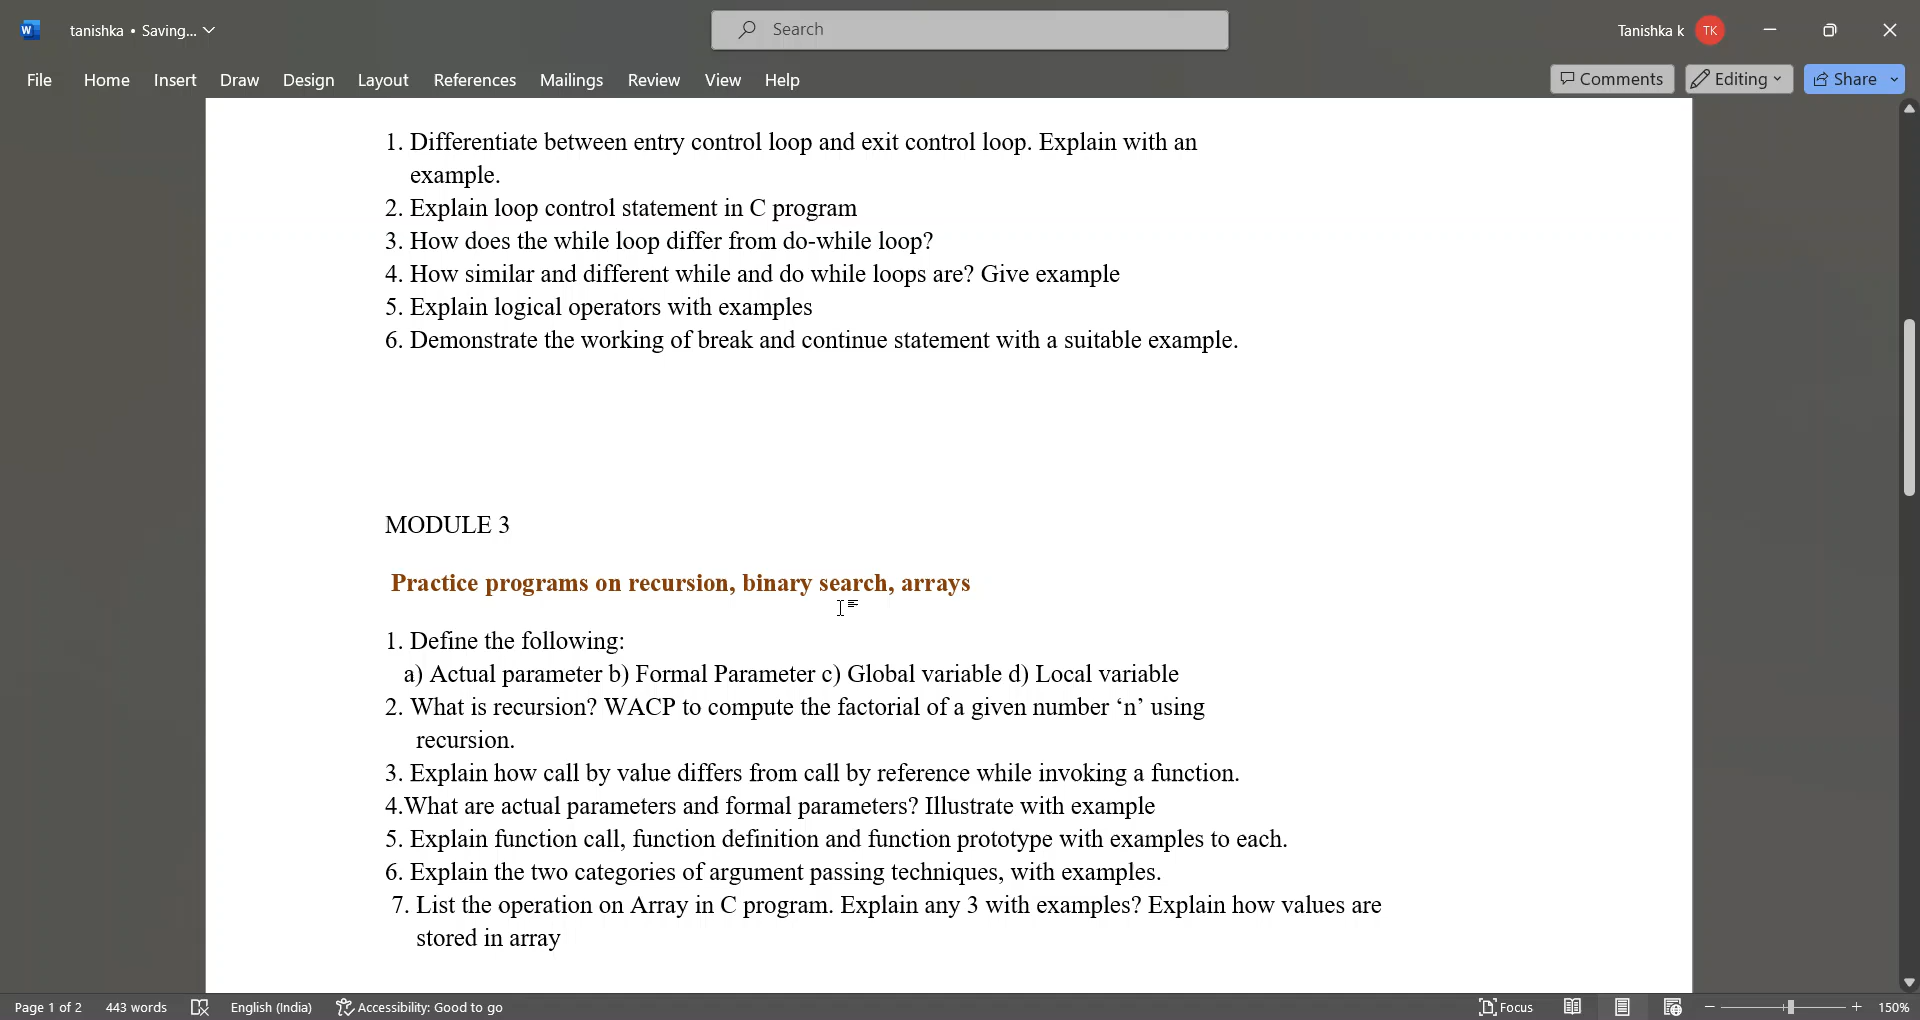 tanishka • Saving...
Search
Tanishka k TK
File Home Insert Draw Design Layout References Mailings Review View Help
Comments Editing Share
1. Differentiate between entry control loop and exit control loop. Explain with an
example.
2. Explain loop control statement in C program
3. How does the while loop differ from do-while loop?
4. How similar and different while and do while loops are? Give example
5. Explain logical operators with examples
6. Demonstrate the working of break and continue statement with a suitable example.
MODULE 3
Practice programs on recursion, binary search, arrays
1. Define the following:
a) Actual parameter b) Formal Parameter c) Global variable d) Local variable
2. What is recursion? WACP to compute the factorial of a given number ‘n’ using
recursion.
3. Explain how call by value differs from call by reference while invoking a function.
4.What are actual parameters and formal parameters? Illustrate with example
5. Explain function call, function definition and function prototype with examples to each.
6. Explain the two categories of argument passing techniques, with examples.
7. List the operation on Array in C program. Explain any 3 with examples? Explain how values are
stored in array
Page 1 of 2 443 words English (India) Accessibility: Good to go Focus 150%